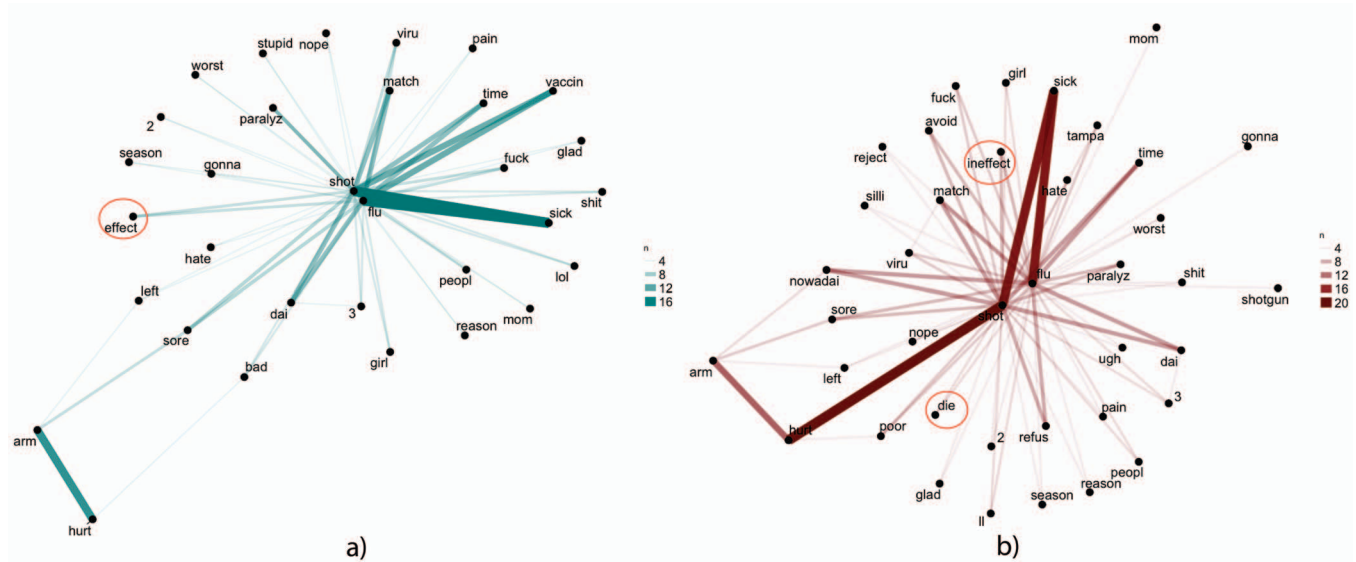 nope
viru
pain
stupid
worst
match
vaccin
time
paralyz
2
glad
season
gonna
fuck
shot
flu
shit
effect
sick
hate
lol
peopl
left
dai
3
mom
sore
reason
bad
girl
arm
hurt
n
4
8
12
16
a)
mom
girl
sick
fuck
avoid
tampa
gonna
reject
ineffect
time
match
hate
silli
worst
viru
flu
paralyz
nowadai
shit
shotgun
sore
shot
nope
ugh
dai
arm
left
3
die
pain
hurt
poor
2
refus
peopl
glad
season
reason
ll
n
4
8
12
16
20
b)